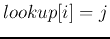 lookup[i] = j